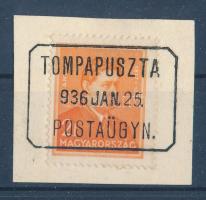 TOMPAPUSZTA
936 JAN. 25.
POSTAÜGYN.
MAGYARORSZÁG